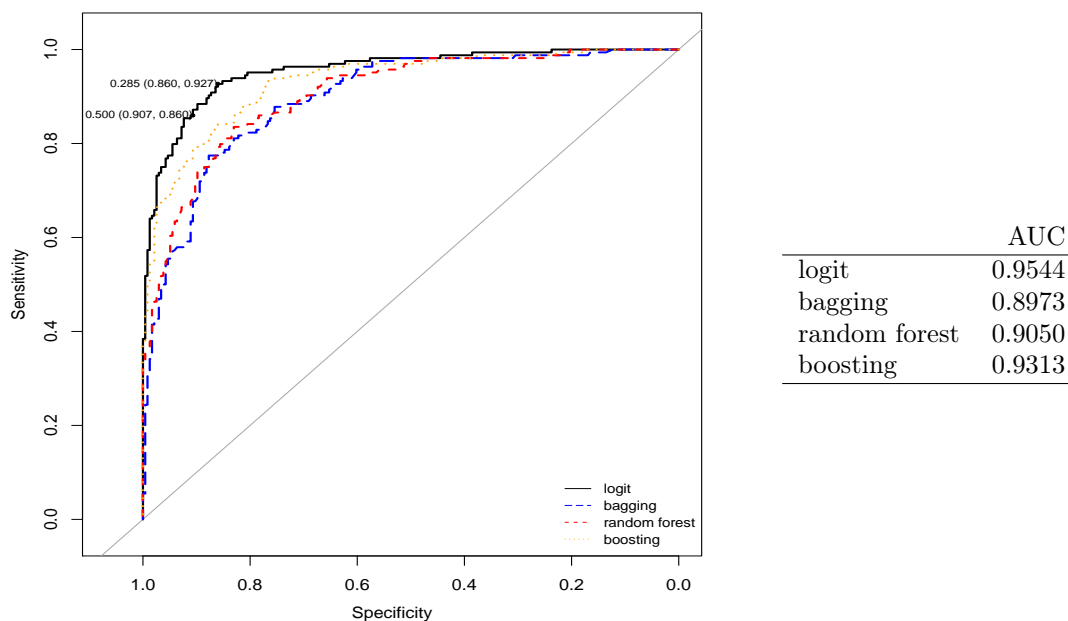 1.0
0.8
0.6
0.4
0.2
0.0
Sensitivity
0.285 (0.860, 0.927)
0.500 (0.907, 0.860)
logit
bagging
random forest
boosting
1.0 0.8 0.6 0.4 0.2 0.0
Specificity
AUC
logit 0.9544
bagging 0.8973
random forest 0.9050
boosting 0.9313